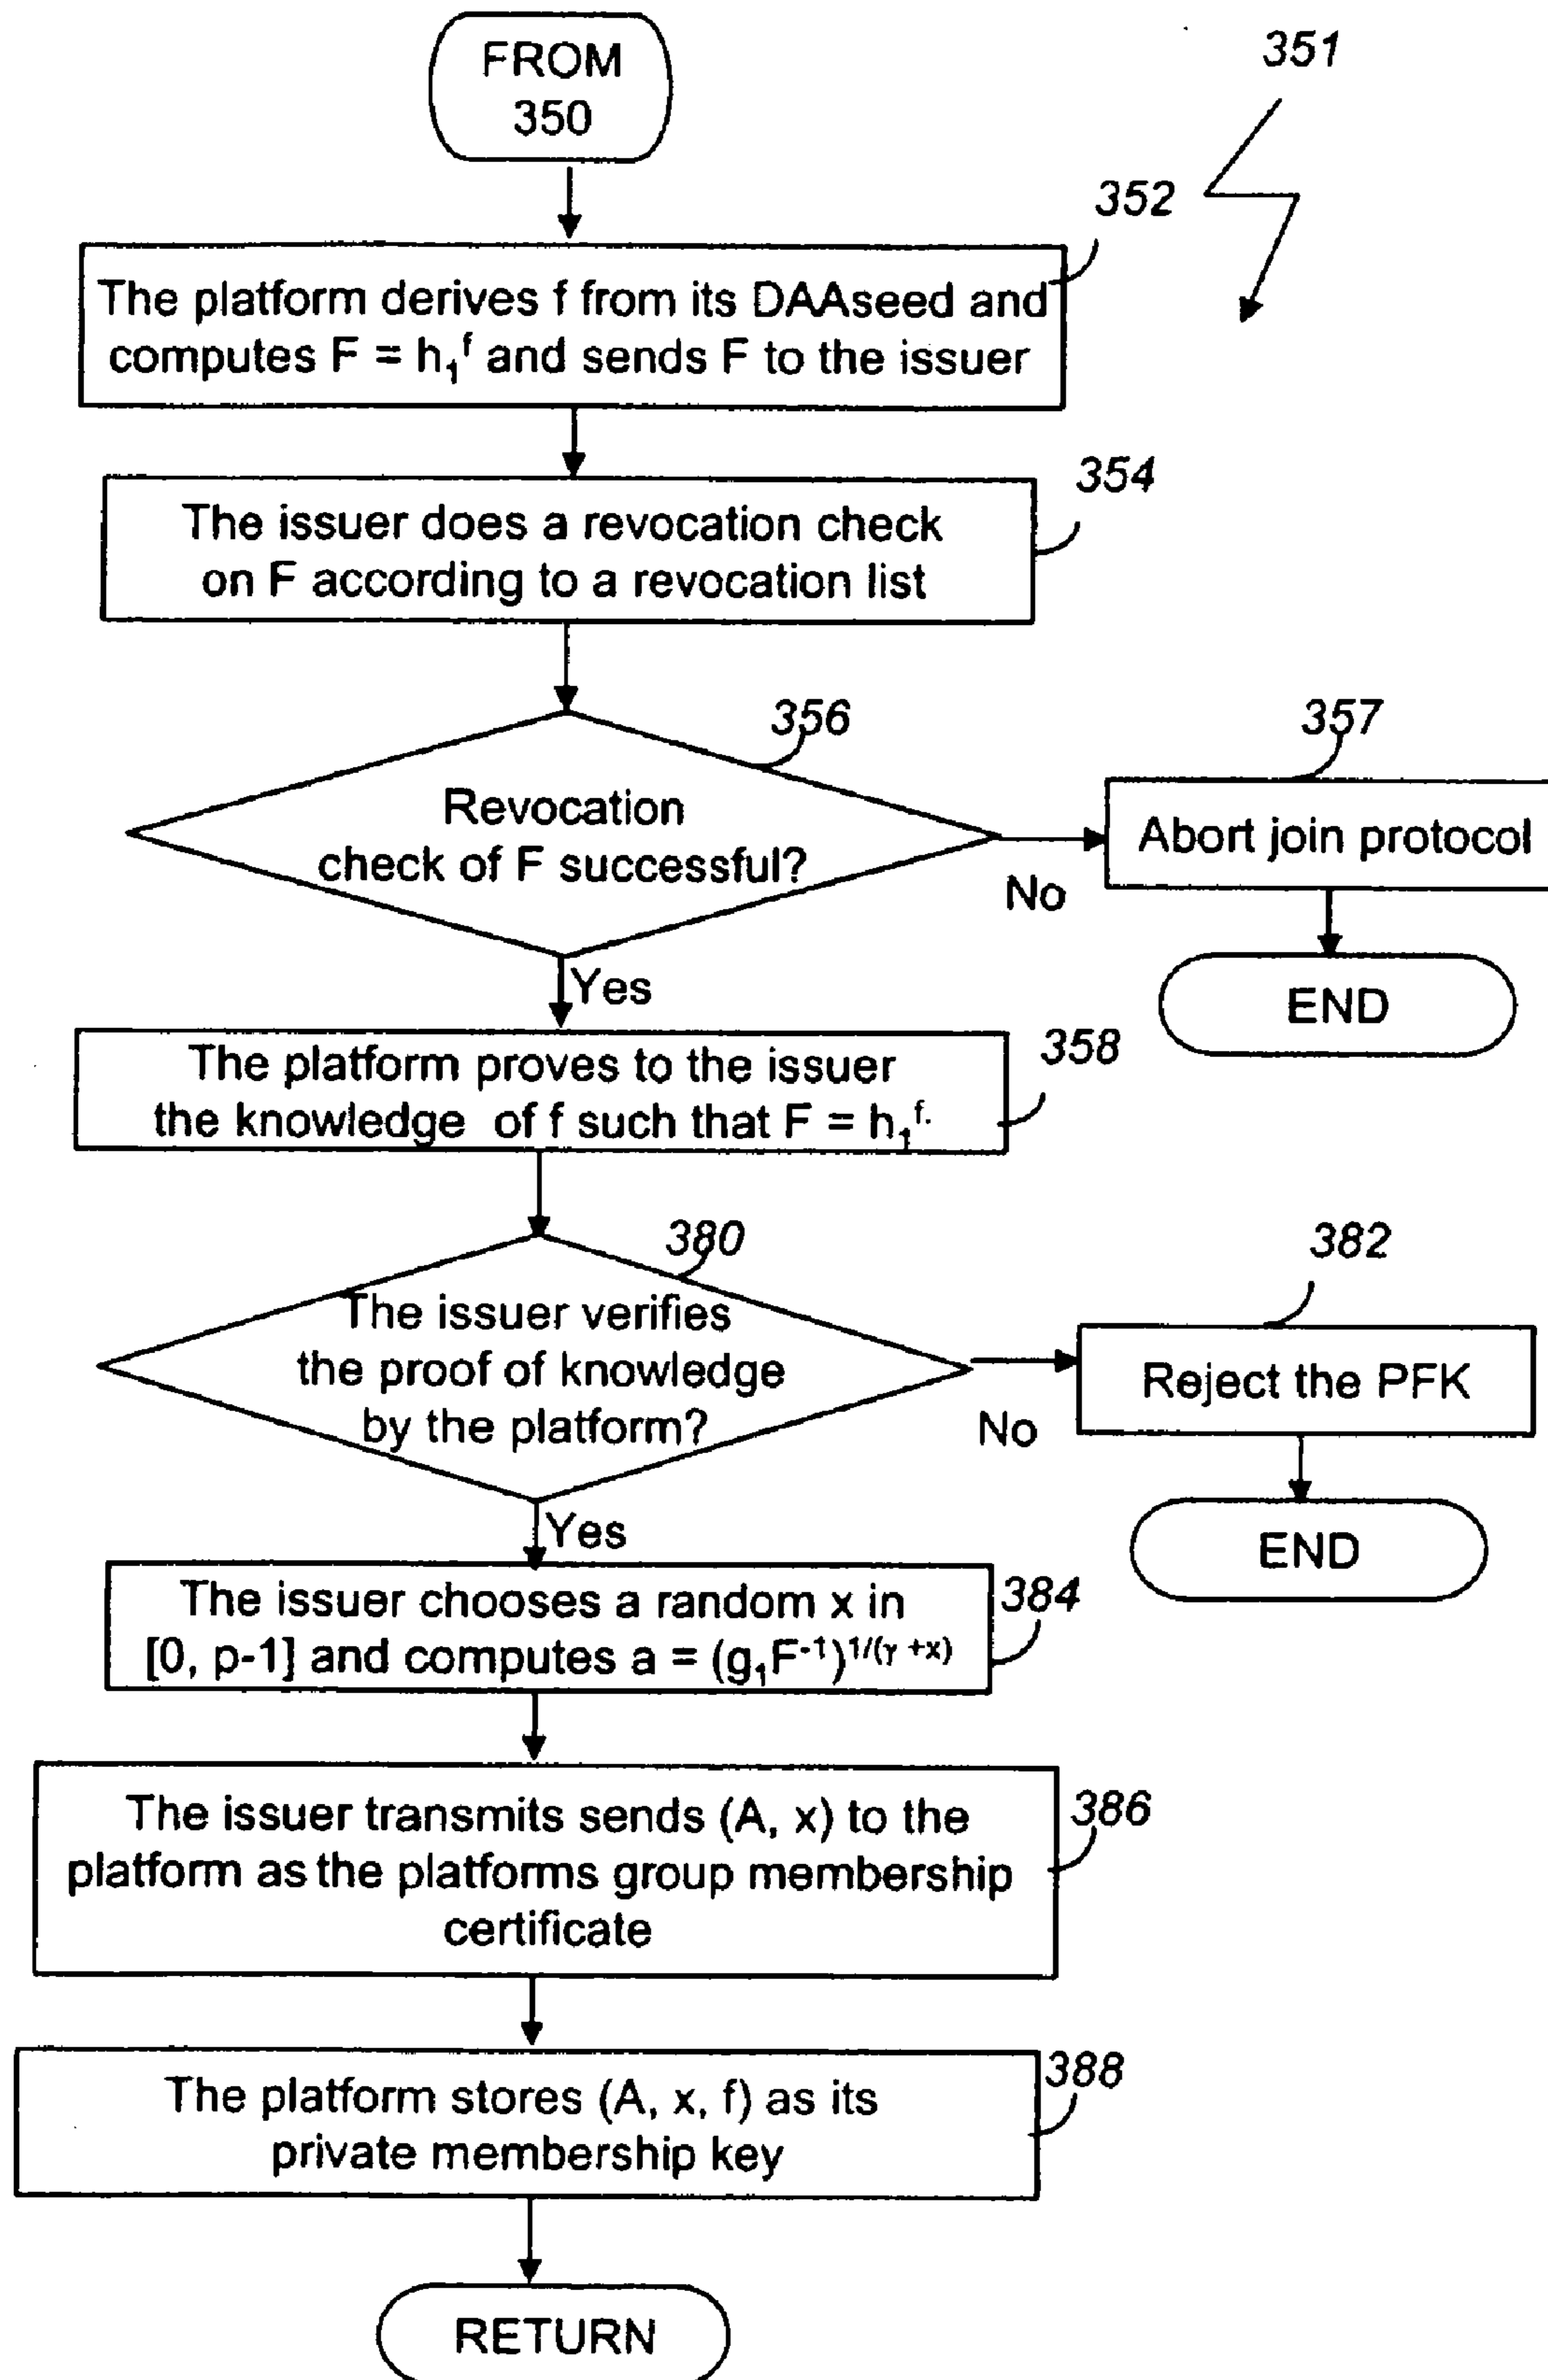 FROM
350
351
352
The platform derives f from its DAAseed and
computes F = h₁ᶠ and sends F to the issuer
354
The issuer does a revocation check
on F according to a revocation list
356
Revocation
check of F successful?
357
Abort join protocol
No
END
Yes
358
The platform proves to the issuer
the knowledge of f such that F = h₁ᶠ.
380
The issuer verifies
the proof of knowledge
by the platform?
382
Reject the PFK
No
END
Yes
384
The issuer chooses a random x in
[0, p-1] and computes a = (g₁F⁻¹)^1/(γ +x)
386
The issuer transmits sends (A, x) to the
platform as the platforms group membership
certificate
388
The platform stores (A, x, f) as its
private membership key
RETURN